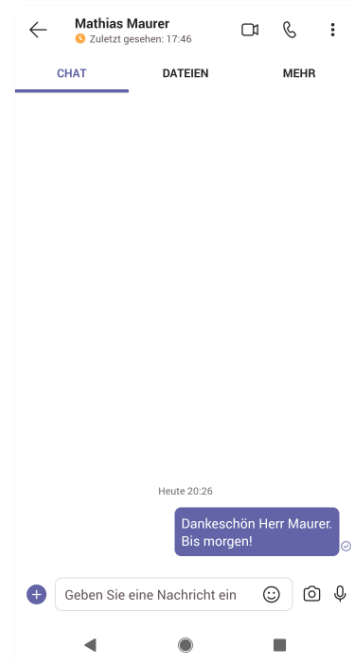 Mathias Maurer
Zuletzt gesehen: 17:46
CHAT DATEIEN MEHR
Heute 20:26
Dankeschön Herr Maurer.
Bis morgen!
Geben Sie eine Nachricht ein